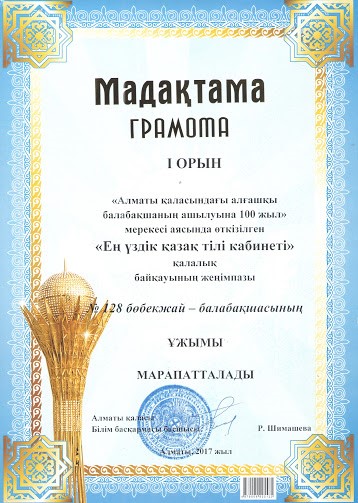 Мадақтама
ГРАМОТА
I ОРЫН
«Алматы қаласындағы алғашқы
балабақшаның ашылуына 100 жыл»
мерекесі аясында өткізілген
«Ең үздік қазақ тілі кабинеті»
қалалық
байқауының жеңімпазы
№ 128 бөбекжай – балабақшасының
ҰЖЫМЫ
МАРАПАТТАЛАДЫ
Алматы қаласы
Білім басқармасы басшысы
Р. Шимашева
Алматы, 2017 жыл